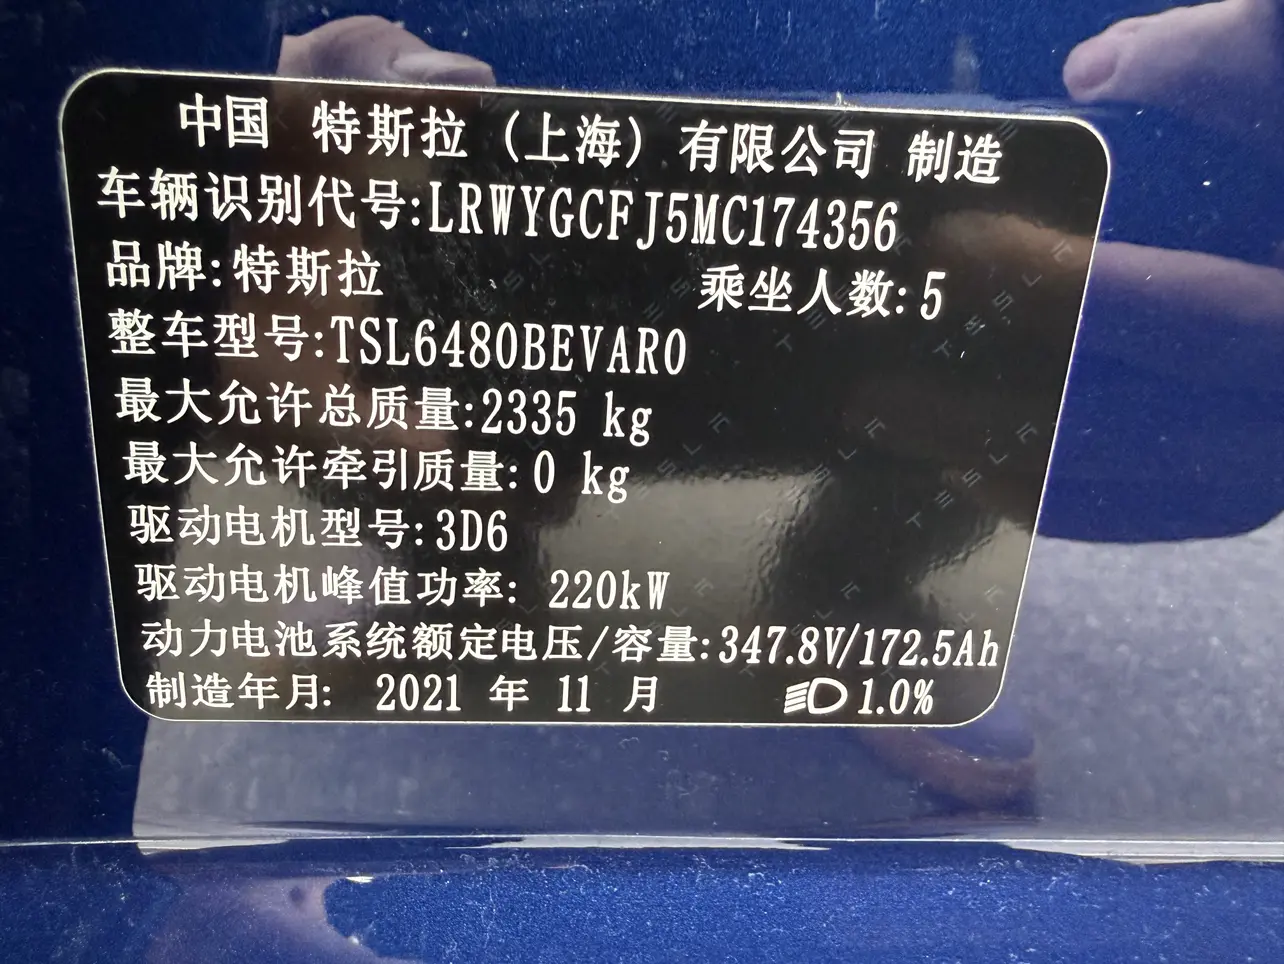 中国 特斯拉 (上海) 有限公司 制造
车辆识别代号:LRWYGCFJ5MC174356
品牌:特斯拉 乘坐人数:5
整车型号:TSL6480BEVAR0
最大允许总质量:2335 kg
最大允许牵引质量:0 kg
驱动电机型号:3D6
驱动电机峰值功率: 220kW
动力电池系统额定电压/容量:347.8V/172.5Ah
制造年月: 2021 年 11 月 1.0%